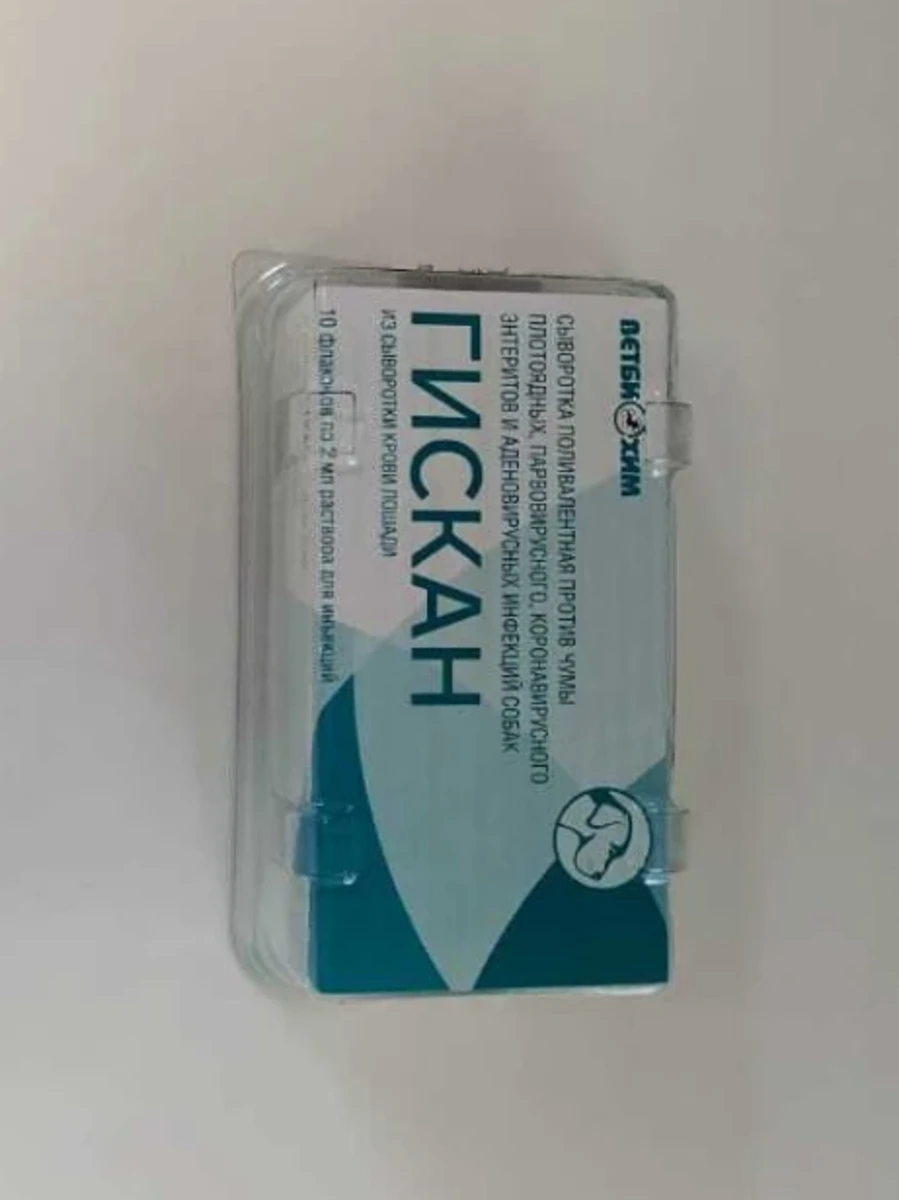 ВЕТБИОХИМ
СЫВОРОТКА ПОЛИВАЛЕНТНАЯ ПРОТИВ ЧУМЫ
ПЛОТОЯДНЫХ, ПАРВОВИРУСНОГО, КОРОНАВИРУСНОГО
ЭНТЕРИТОВ И АДЕНОВИРУСНЫХ ИНФЕКЦИЙ СОБАК
ГИСКАН
ИЗ СЫВОРОТКИ КРОВИ ЛОШАДИ
10 флаконов по 2 мл раствора для инъекций